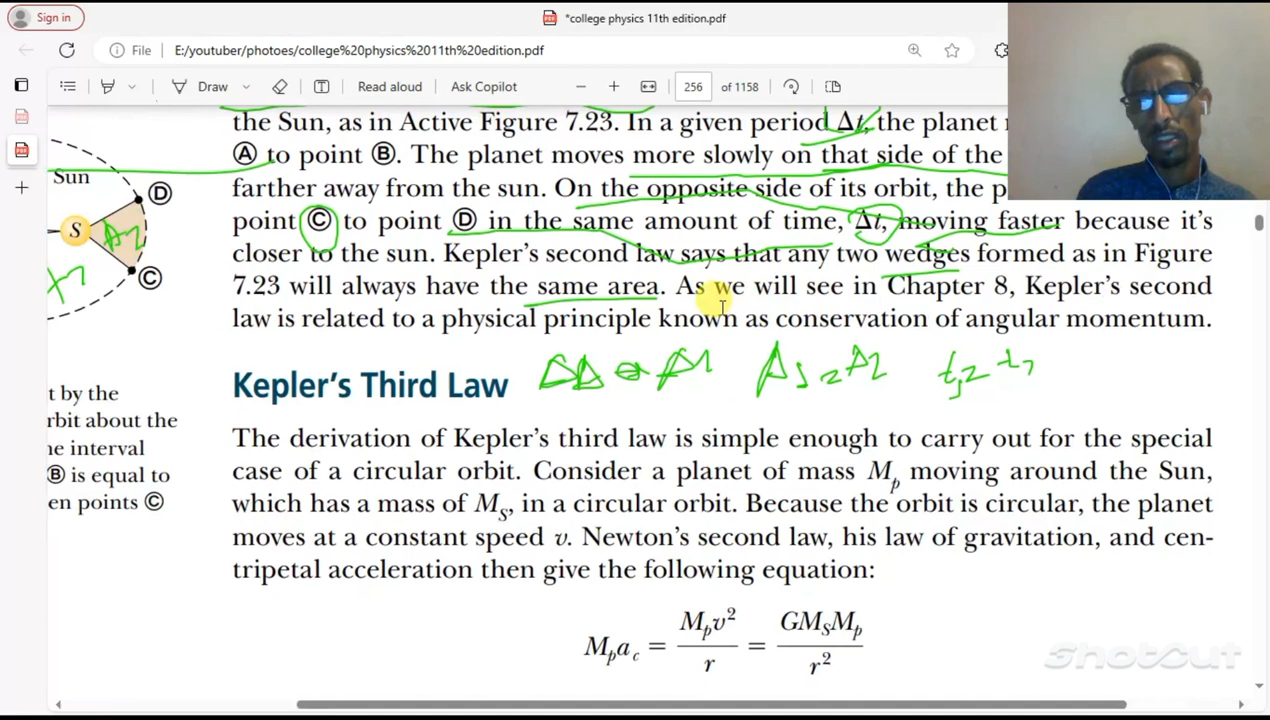 Sign in
*college physics 11th edition.pdf
File E:/youtuber/photoes/college%20physics%2011th%20edition.pdf
Draw
Read aloud Ask Copilot
256 of 1158
the Sun, as in Active Figure 7.23. In a given period Δt, the planet
Ⓐ to point Ⓑ. The planet moves more slowly on that side of the
farther away from the sun. On the opposite side of its orbit, the p
point Ⓒ to point Ⓓ in the same amount of time, Δt, moving faster because it's
closer to the sun. Kepler's second law says that any two wedges formed as in Figure
7.23 will always have the same area. As we will see in Chapter 8, Kepler's second
law is related to a physical principle known as conservation of angular momentum.
Sun
Ⓓ
S
A2
Ⓒ
t by the
rbit about the
ne interval
Ⓑ is equal to
en points Ⓒ
Kepler's Third Law
The derivation of Kepler's third law is simple enough to carry out for the special
case of a circular orbit. Consider a planet of mass Mp moving around the Sun,
which has a mass of MS, in a circular orbit. Because the orbit is circular, the planet
moves at a constant speed v. Newton's second law, his law of gravitation, and cen-
tripetal acceleration then give the following equation:
Mpac = Mpv²/r = GMSMp/r²
Shotcut